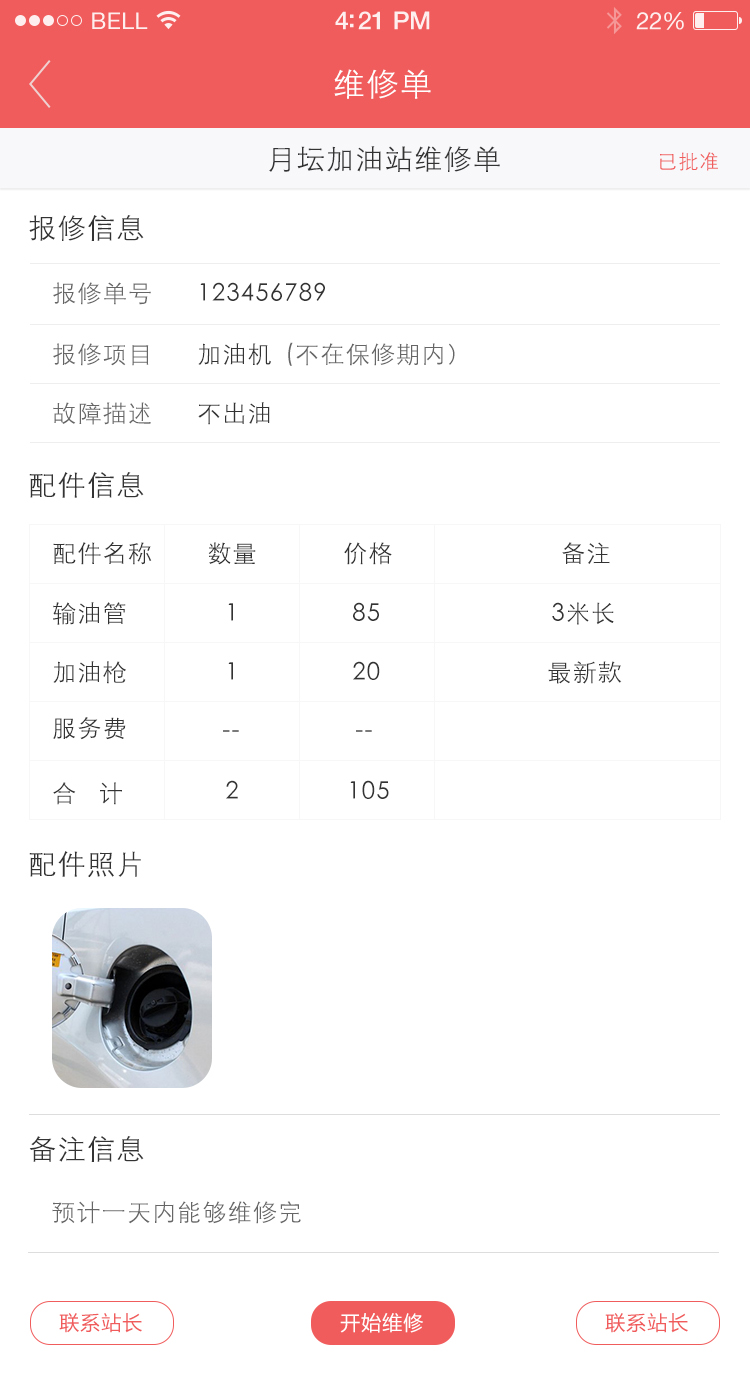 BELL 4:21 PM 22%
维修单
月坛加油站维修单 已批准
报修信息
报修单号 123456789
报修项目 加油机（不在保修期内）
故障描述 不出油
配件信息
配件名称 数量 价格 备注
输油管 1 85 3米长
加油枪 1 20 最新款
服务费 -- --
合 计 2 105
配件照片
备注信息
预计一天内能够维修完
联系站长 开始维修 联系站长